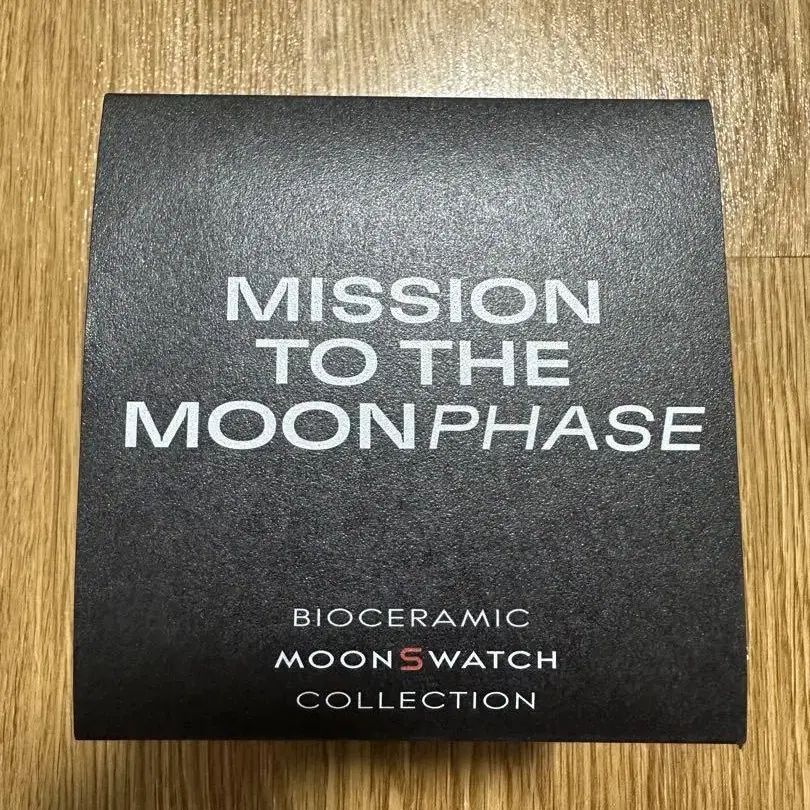 MISSION
TO THE
MOONPHASE
BIOCERAMIC
MOONSWATCH
COLLECTION